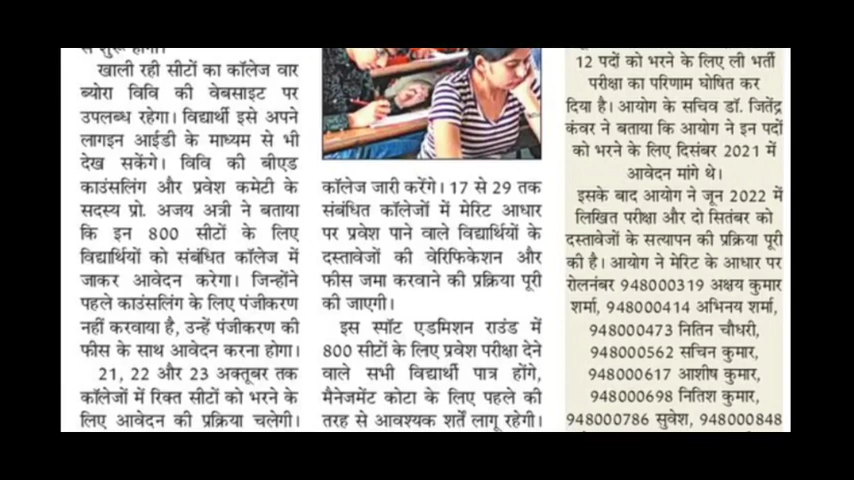 से शुरू होगी।
खाली रही सीटों का कॉलेज वार
ब्योरा विवि की वेबसाइट पर
उपलब्ध रहेगा। विद्यार्थी इसे अपने
लागइन आईडी के माध्यम से भी
देख सकेंगे। विवि की बीएड
काउंसलिंग और प्रवेश कमेटी के
सदस्य प्रो. अजय अत्री ने बताया
कि इन 800 सीटों के लिए
विद्यार्थियों को संबंधित कॉलेज में
जाकर आवेदन करेगा। जिन्होंने
पहले काउंसलिंग के लिए पंजीकरण
नहीं करवाया है, उन्हें पंजीकरण की
फीस के साथ आवेदन करना होगा।
21, 22 और 23 अक्तूबर तक
कॉलेजों में रिक्त सीटों को भरने के
लिए आवेदन की प्रक्रिया चलेगी।
कॉलेज जारी करेंगे। 17 से 29 तक
संबंधित कॉलेजों में मेरिट आधार
पर प्रवेश पाने वाले विद्यार्थियों के
दस्तावेजों की वेरिफिकेशन और
फीस जमा करवाने की प्रक्रिया पूरी
की जाएगी।
इस स्पॉट एडमिशन राउंड में
800 सीटों के लिए प्रवेश परीक्षा देने
वाले सभी विद्यार्थी पात्र होंगे,
मैनेजमेंट कोटा के लिए पहले की
तरह से आवश्यक शर्तें लागू रहेगी।
12 पदों को भरने के लिए ली भर्ती
परीक्षा का परिणाम घोषित कर
दिया है। आयोग के सचिव डॉ. जितेंद्र
कंवर ने बताया कि आयोग ने इन पदों
को भरने के लिए दिसंबर 2021 में
आवेदन मांगे थे।
इसके बाद आयोग ने जून 2022 में
लिखित परीक्षा और दो सितंबर को
दस्तावेजों के सत्यापन की प्रक्रिया पूरी
की है। आयोग ने मेरिट के आधार पर
रोलनंबर 948000319 अक्षय कुमार
शर्मा, 948000414 अभिनय शर्मा,
948000473 नितिन चौधरी,
948000562 सचिन कुमार,
948000617 आशीष कुमार,
948000698 नितिश कुमार,
948000786 सुवेश, 948000848